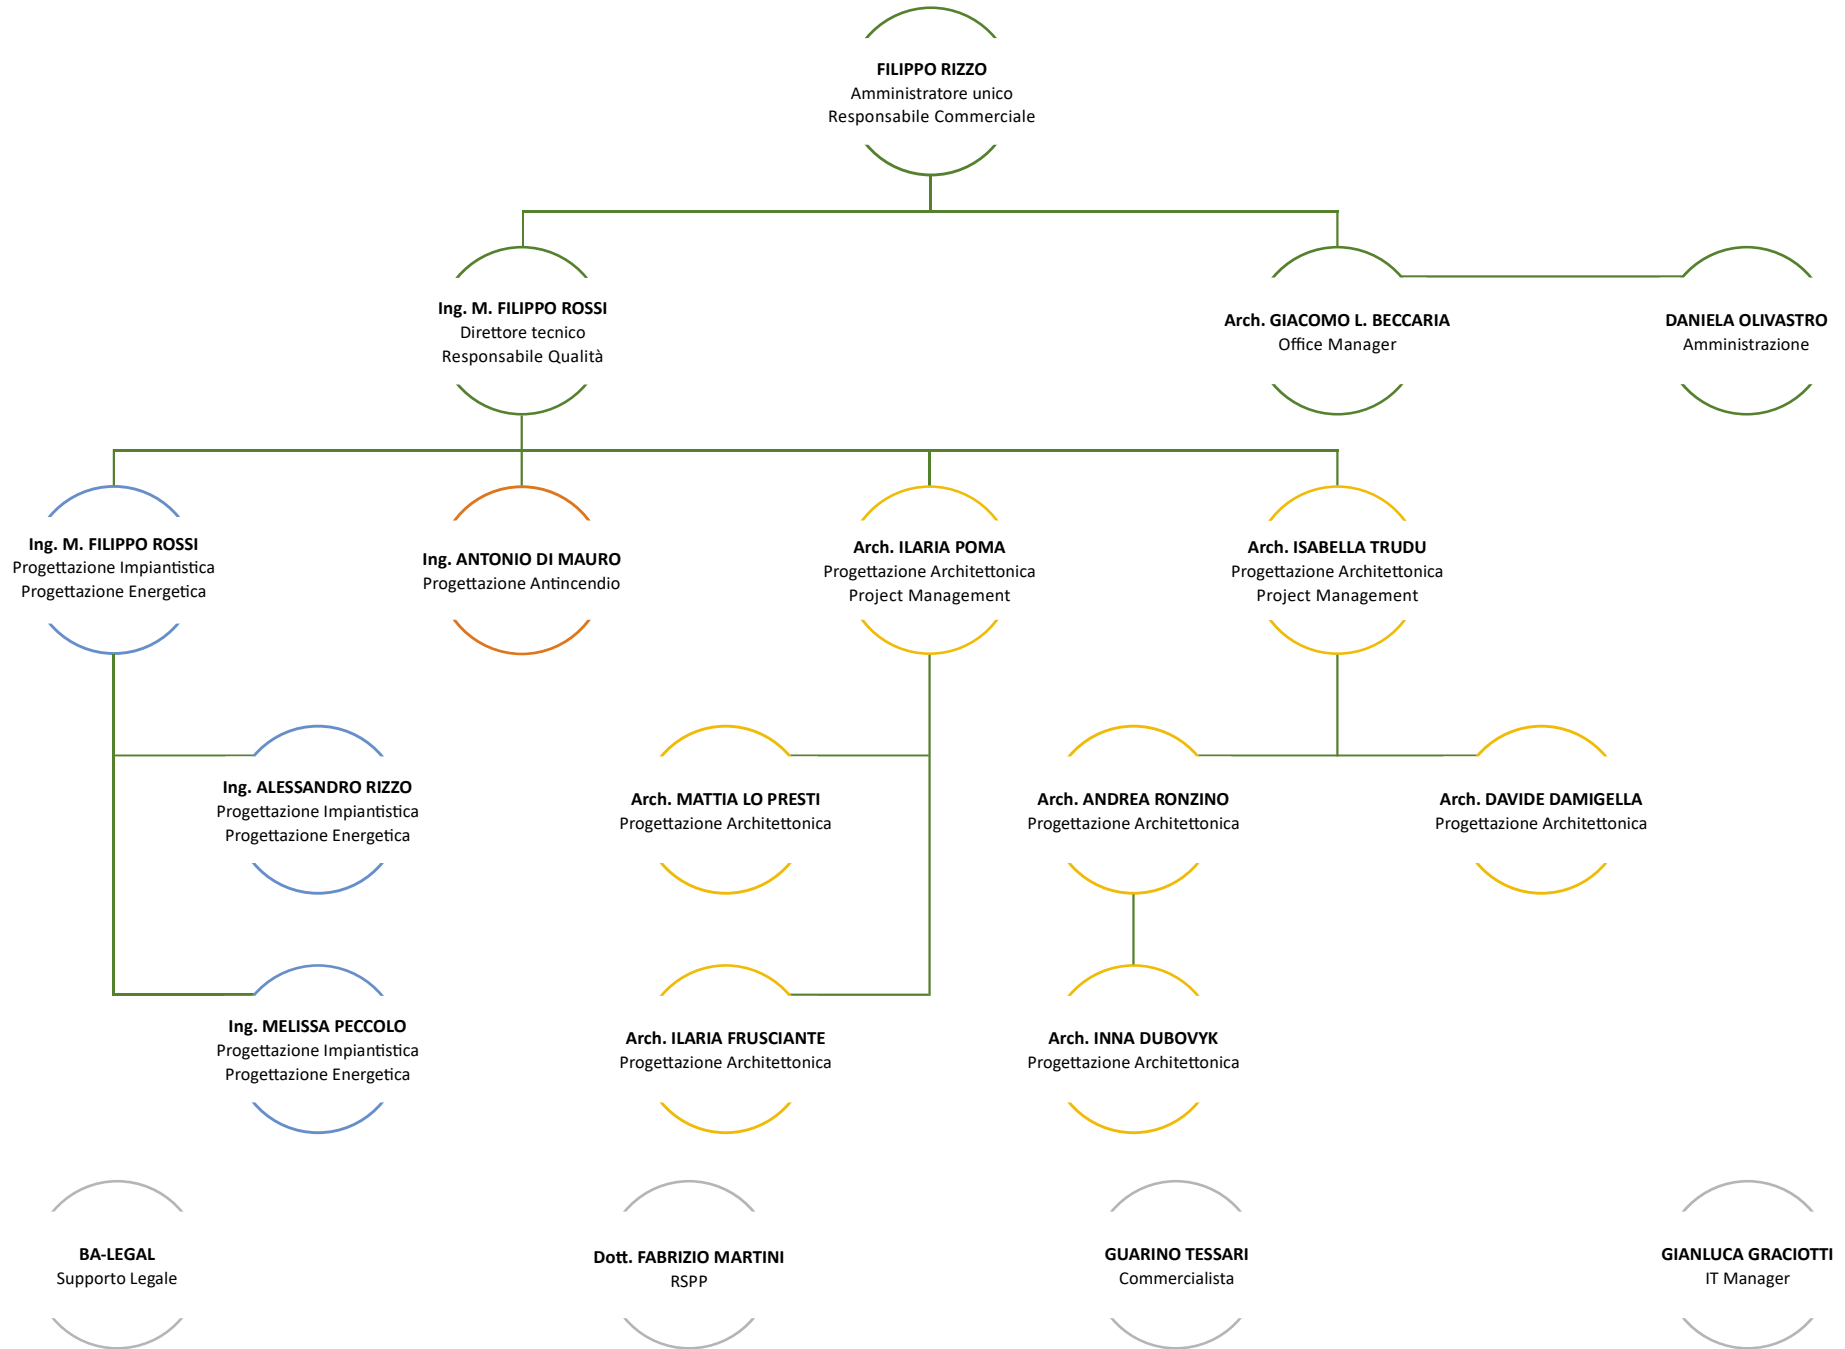 FILIPPO RIZZO
Amministratore unico
Responsabile Commerciale
Ing. M. FILIPPO ROSSI
Direttore tecnico
Responsabile Qualità
Arch. GIACOMO L. BECCARIA
Office Manager
DANIELA OLIVASTRO
Amministrazione
Ing. M. FILIPPO ROSSI
Progettazione Impiantistica
Progettazione Energetica
Ing. ANTONIO DI MAURO
Progettazione Antincendio
Arch. ILARIA POMA
Progettazione Architettonica
Project Management
Arch. ISABELLA TRUDU
Progettazione Architettonica
Project Management
Ing. ALESSANDRO RIZZO
Progettazione Impiantistica
Progettazione Energetica
Arch. MATTIA LO PRESTI
Progettazione Architettonica
Arch. ANDREA RONZINO
Progettazione Architettonica
Arch. DAVIDE DAMIGELLA
Progettazione Architettonica
Ing. MELISSA PECCOLO
Progettazione Impiantistica
Progettazione Energetica
Arch. ILARIA FRUSCIANTE
Progettazione Architettonica
Arch. INNA DUBOVYK
Progettazione Architettonica
BA-LEGAL
Supporto Legale
Dott. FABRIZIO MARTINI
RSPP
GUARINO TESSARI
Commercialista
GIANLUCA GRACIOTTI
IT Manager